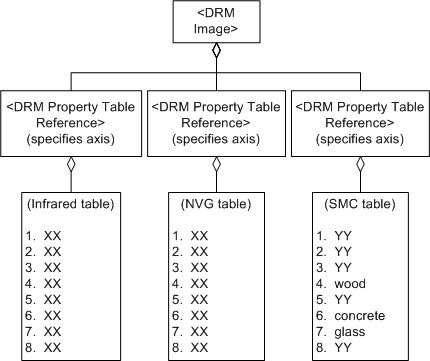 <DRM
Image>
<DRM Property Table
Reference>
(specifies axis)
<DRM Property Table
Reference>
(specifies axis)
<DRM Property Table
Reference>
(specifies axis)
(Infrared table)
1. XX
2. XX
3. XX
4. XX
5. XX
6. XX
7. XX
8. XX
(NVG table)
1. XX
2. XX
3. XX
4. XX
5. XX
6. XX
7. XX
8. XX
(SMC table)
1. YY
2. YY
3. YY
4. wood
5. YY
6. concrete
7. glass
8. YY